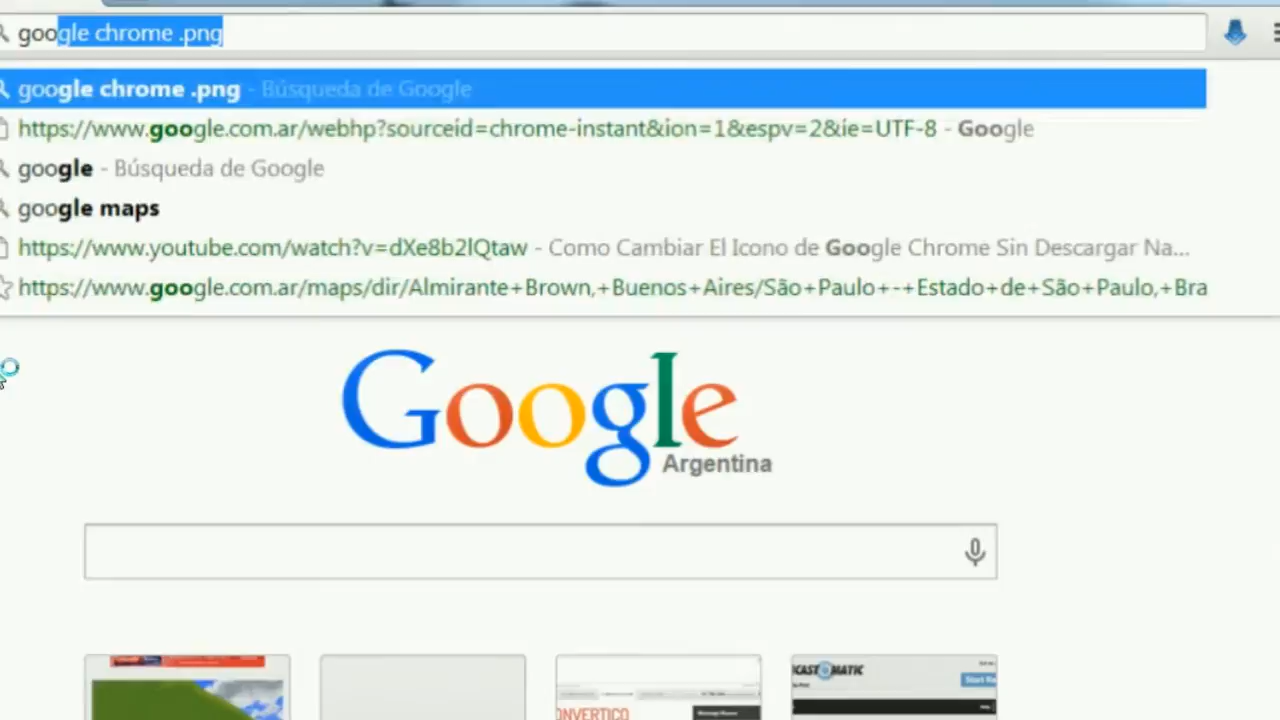 google chrome .png
google chrome .png - Búsqueda de Google
https://www.google.com.ar/webhp?sourceid=chrome-instant&ion=1&espv=2&ie=UTF-8 - Google
google - Búsqueda de Google
google maps
https://www.youtube.com/watch?v=dXe8b2lQtaw - Como Cambiar El Icono de Google Chrome Sin Descargar Na...
https://www.google.com.ar/maps/dir/Almirante+Brown,+Buenos+Aires/São+Paulo+-+Estado+de+São+Paulo,+Bra
Google
Argentina